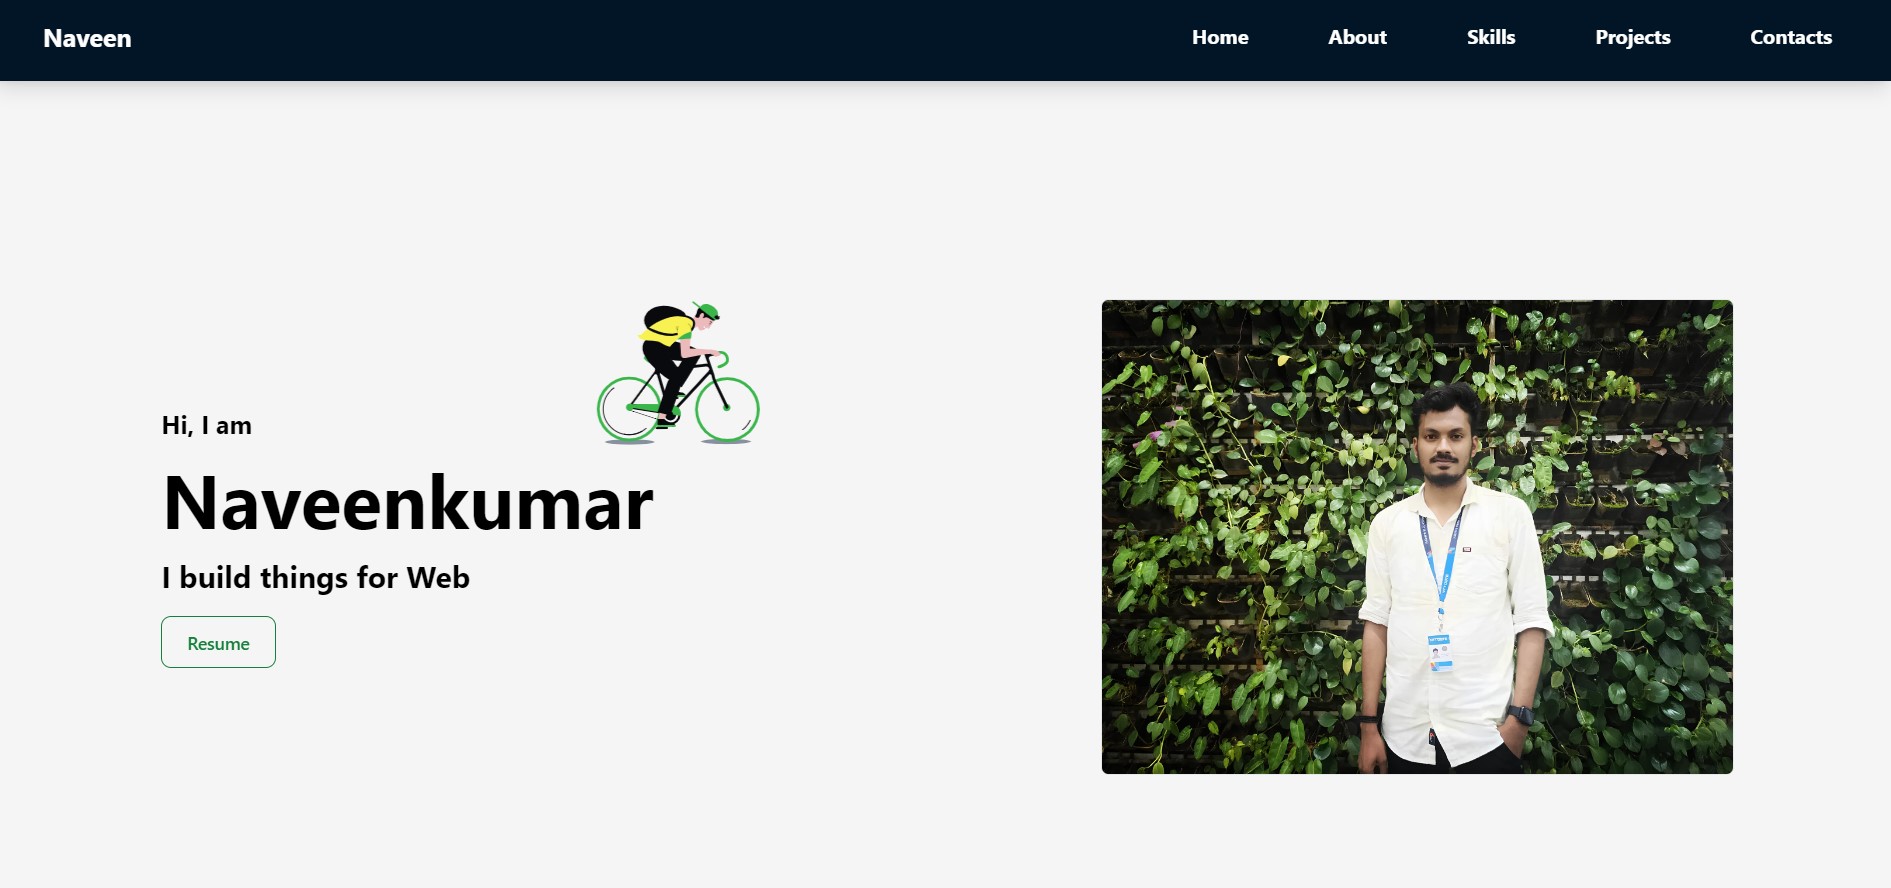 Naveen
Home About Skills Projects Contacts
Hi, I am
Naveenkumar
I build things for Web
Resume